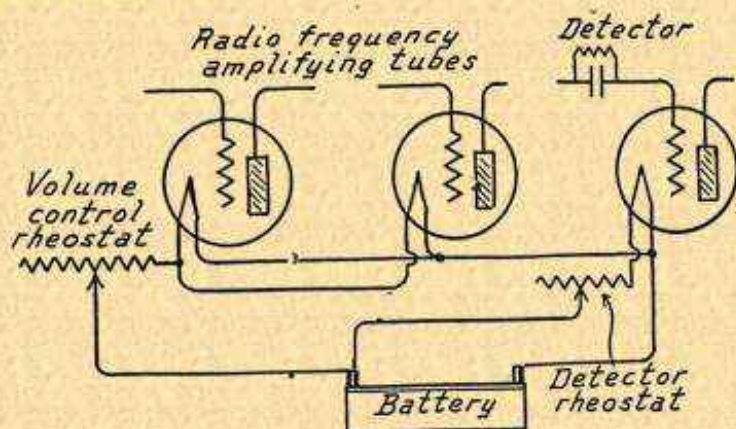 Radio frequency
amplifying tubes
Detector
Volume
control
rheostat
Battery
Detector
rheostat